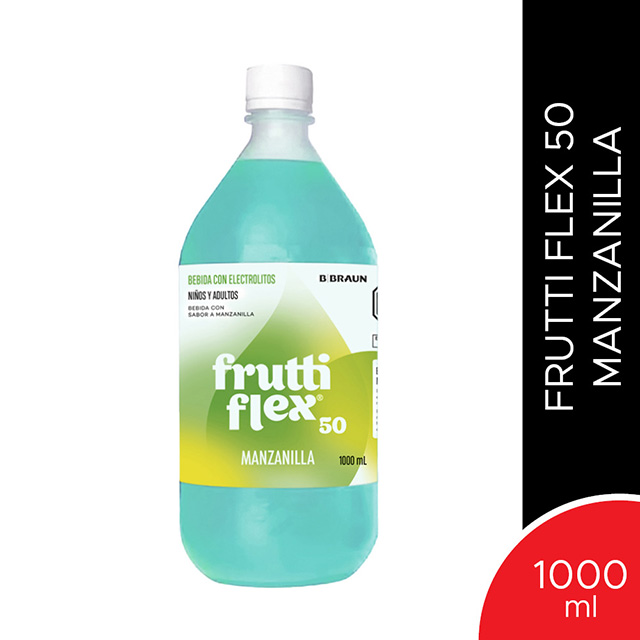 BEBIDA CON ELECTROLITOS
B|BRAUN
NIÑOS Y ADULTOS
BEBIDA CON
SABOR A MANZANILLA
frutti
flex®
50
MANZANILLA
1000 mL
FRUTTI FLEX 50
MANZANILLA
1000
ml